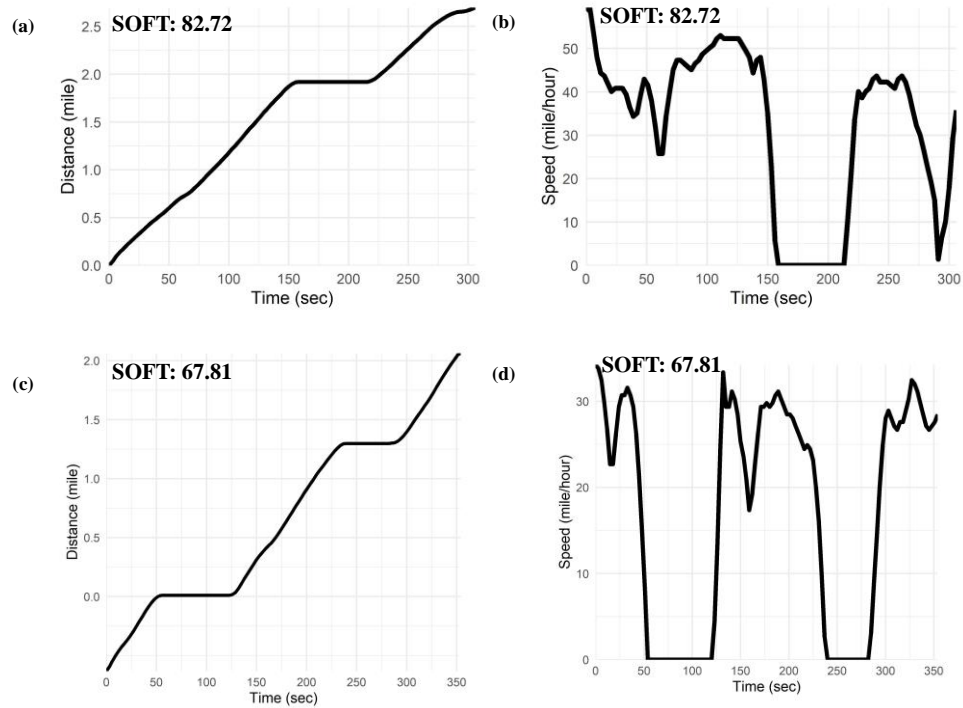 (a)
SOFT: 82.72
2.5
2.0
1.5
1.0
0.5
0.0
Distance (mile)
0 50 100 150 200 250 300
Time (sec)
(b)
SOFT: 82.72
50
40
30
20
10
0
Speed (mile/hour)
0 50 100 150 200 250 300
Time (sec)
(c)
SOFT: 67.81
2.0
1.5
1.0
0.5
0.0
Distance (mile)
0 50 100 150 200 250 300 350
Time (sec)
(d)
SOFT: 67.81
30
20
10
0
Speed (mile/hour)
0 50 100 150 200 250 300 350
Time (sec)